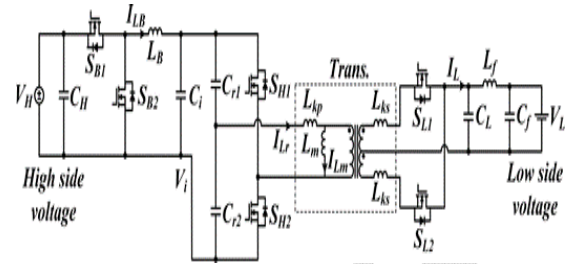 I_LB
L_B
S_B1
Trans.
I_L
L_f
V_H
C_H
S_B2
C_i
C_r1
S_H1
L_kp
L_ks
S_L1
C_L
C_f
V_L
I_Lr
L_m
I_Lm
High side
voltage
V_i
L_ks
Low side
voltage
C_r2
S_H2
S_L2